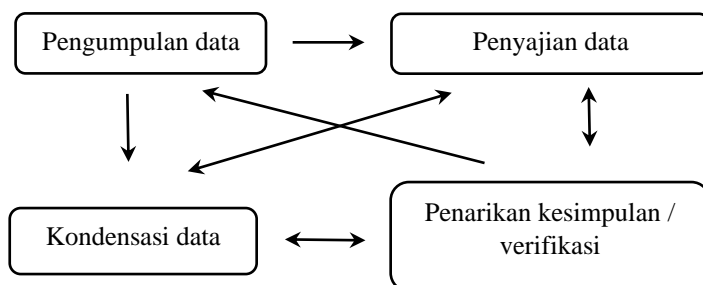 Pengumpulan data
Penyajian data
Kondensasi data
Penarikan kesimpulan /
verifikasi